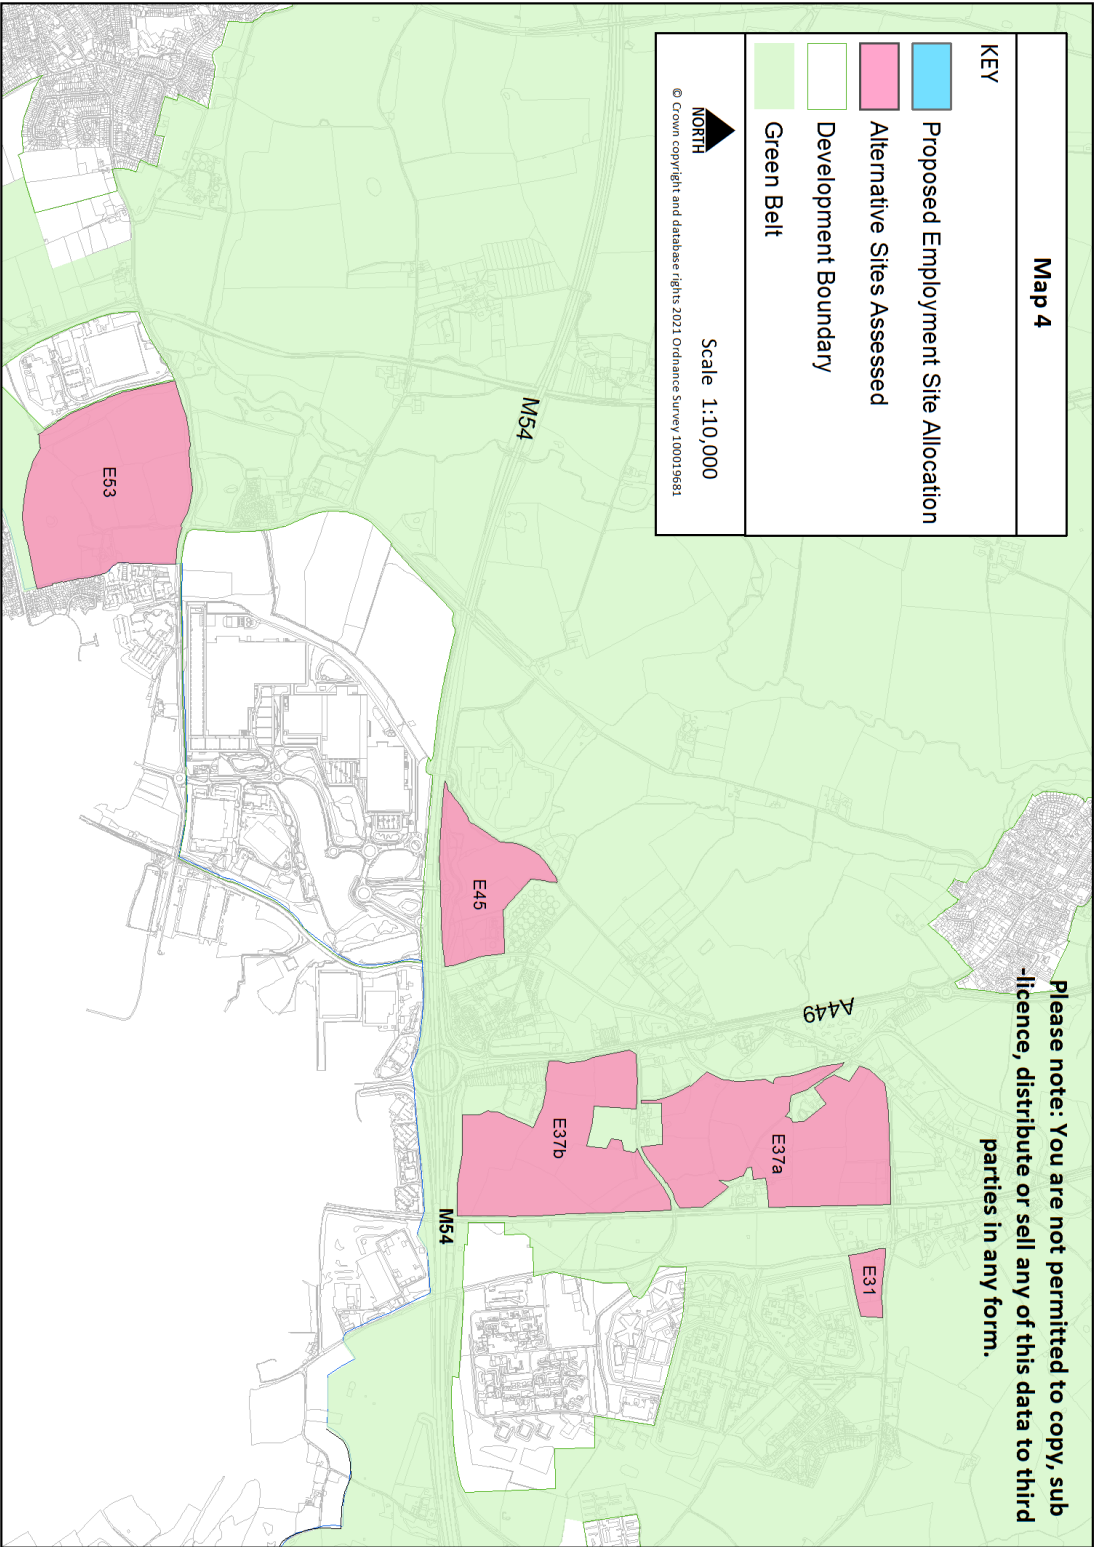 Map 4
Please note: You are not permitted to copy, sub
-licence, distribute or sell any of this data to third
parties in any form.
KEY
Proposed Employment Site Allocation
Alternative Sites Assessed
Development Boundary
Green Belt
NORTH
Scale 1:10,000
© Crown copyright and database rights 2021 Ordnance Survey 100019681
M54
A449
E31
E37a
E37b
E45
M54
E53